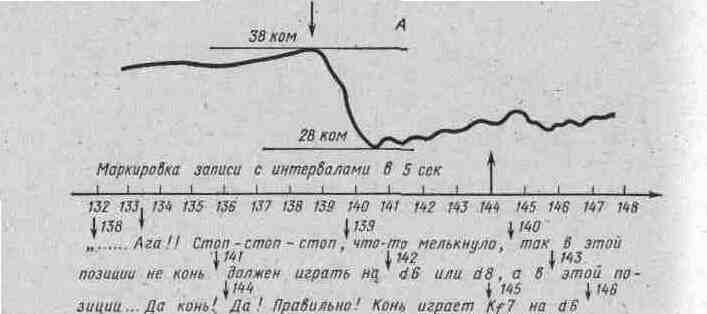 А
38 ком
28 ком
Маркировка записи с интервалами в 5 сек
132 133 134 135 136 137 138 139 140 141 142 143 144 145 146 147 148
138 139 140
„...... Ага!! Стоп-стоп-стоп, что-то мелькнуло, так в этой
141 142 143
позиции не конь должен играть на d6 или d8, а в этой по-
144 145 146
зиции... Да конь! Да! Правильно! Конь играет Kf7 на d6